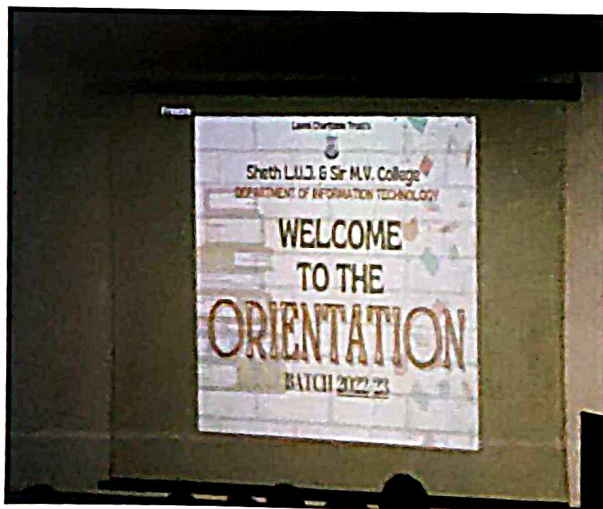 Sheth L.U.J. & Sir M.V. College
DEPARTMENT OF INFORMATION TECHNOLOGY
WELCOME
TO THE
ORIENTATION
BATCH 2022-23